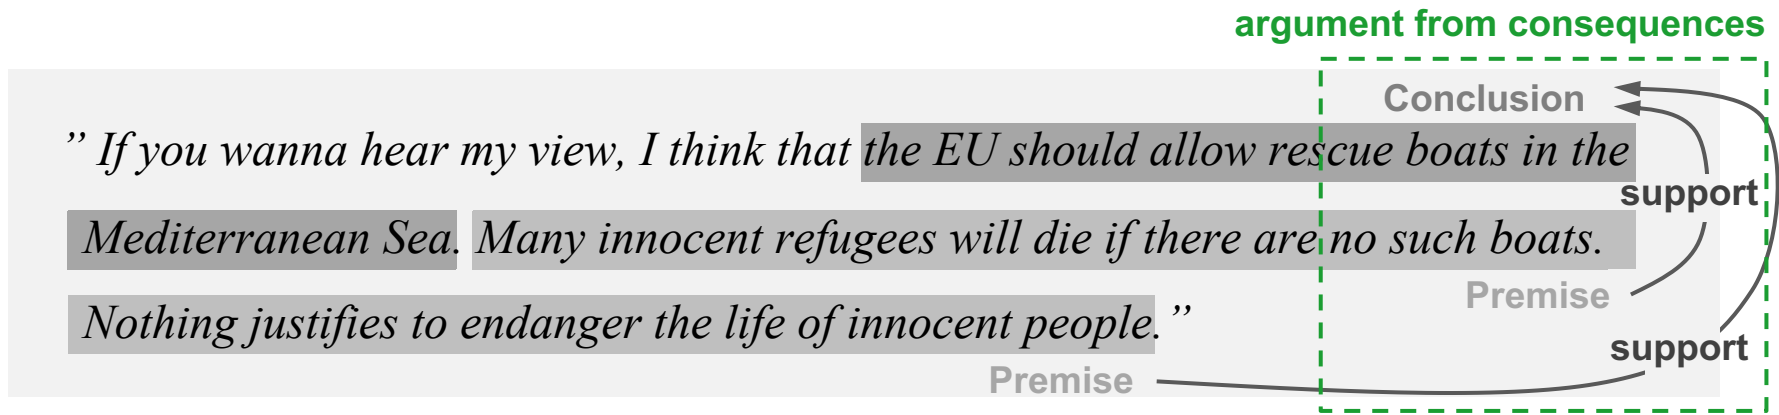 argument from consequences
Conclusion
” If you wanna hear my view, I think that the EU should allow rescue boats in the
support
Mediterranean Sea. Many innocent refugees will die if there are no such boats.
Premise
Nothing justifies to endanger the life of innocent people. ”
support
Premise